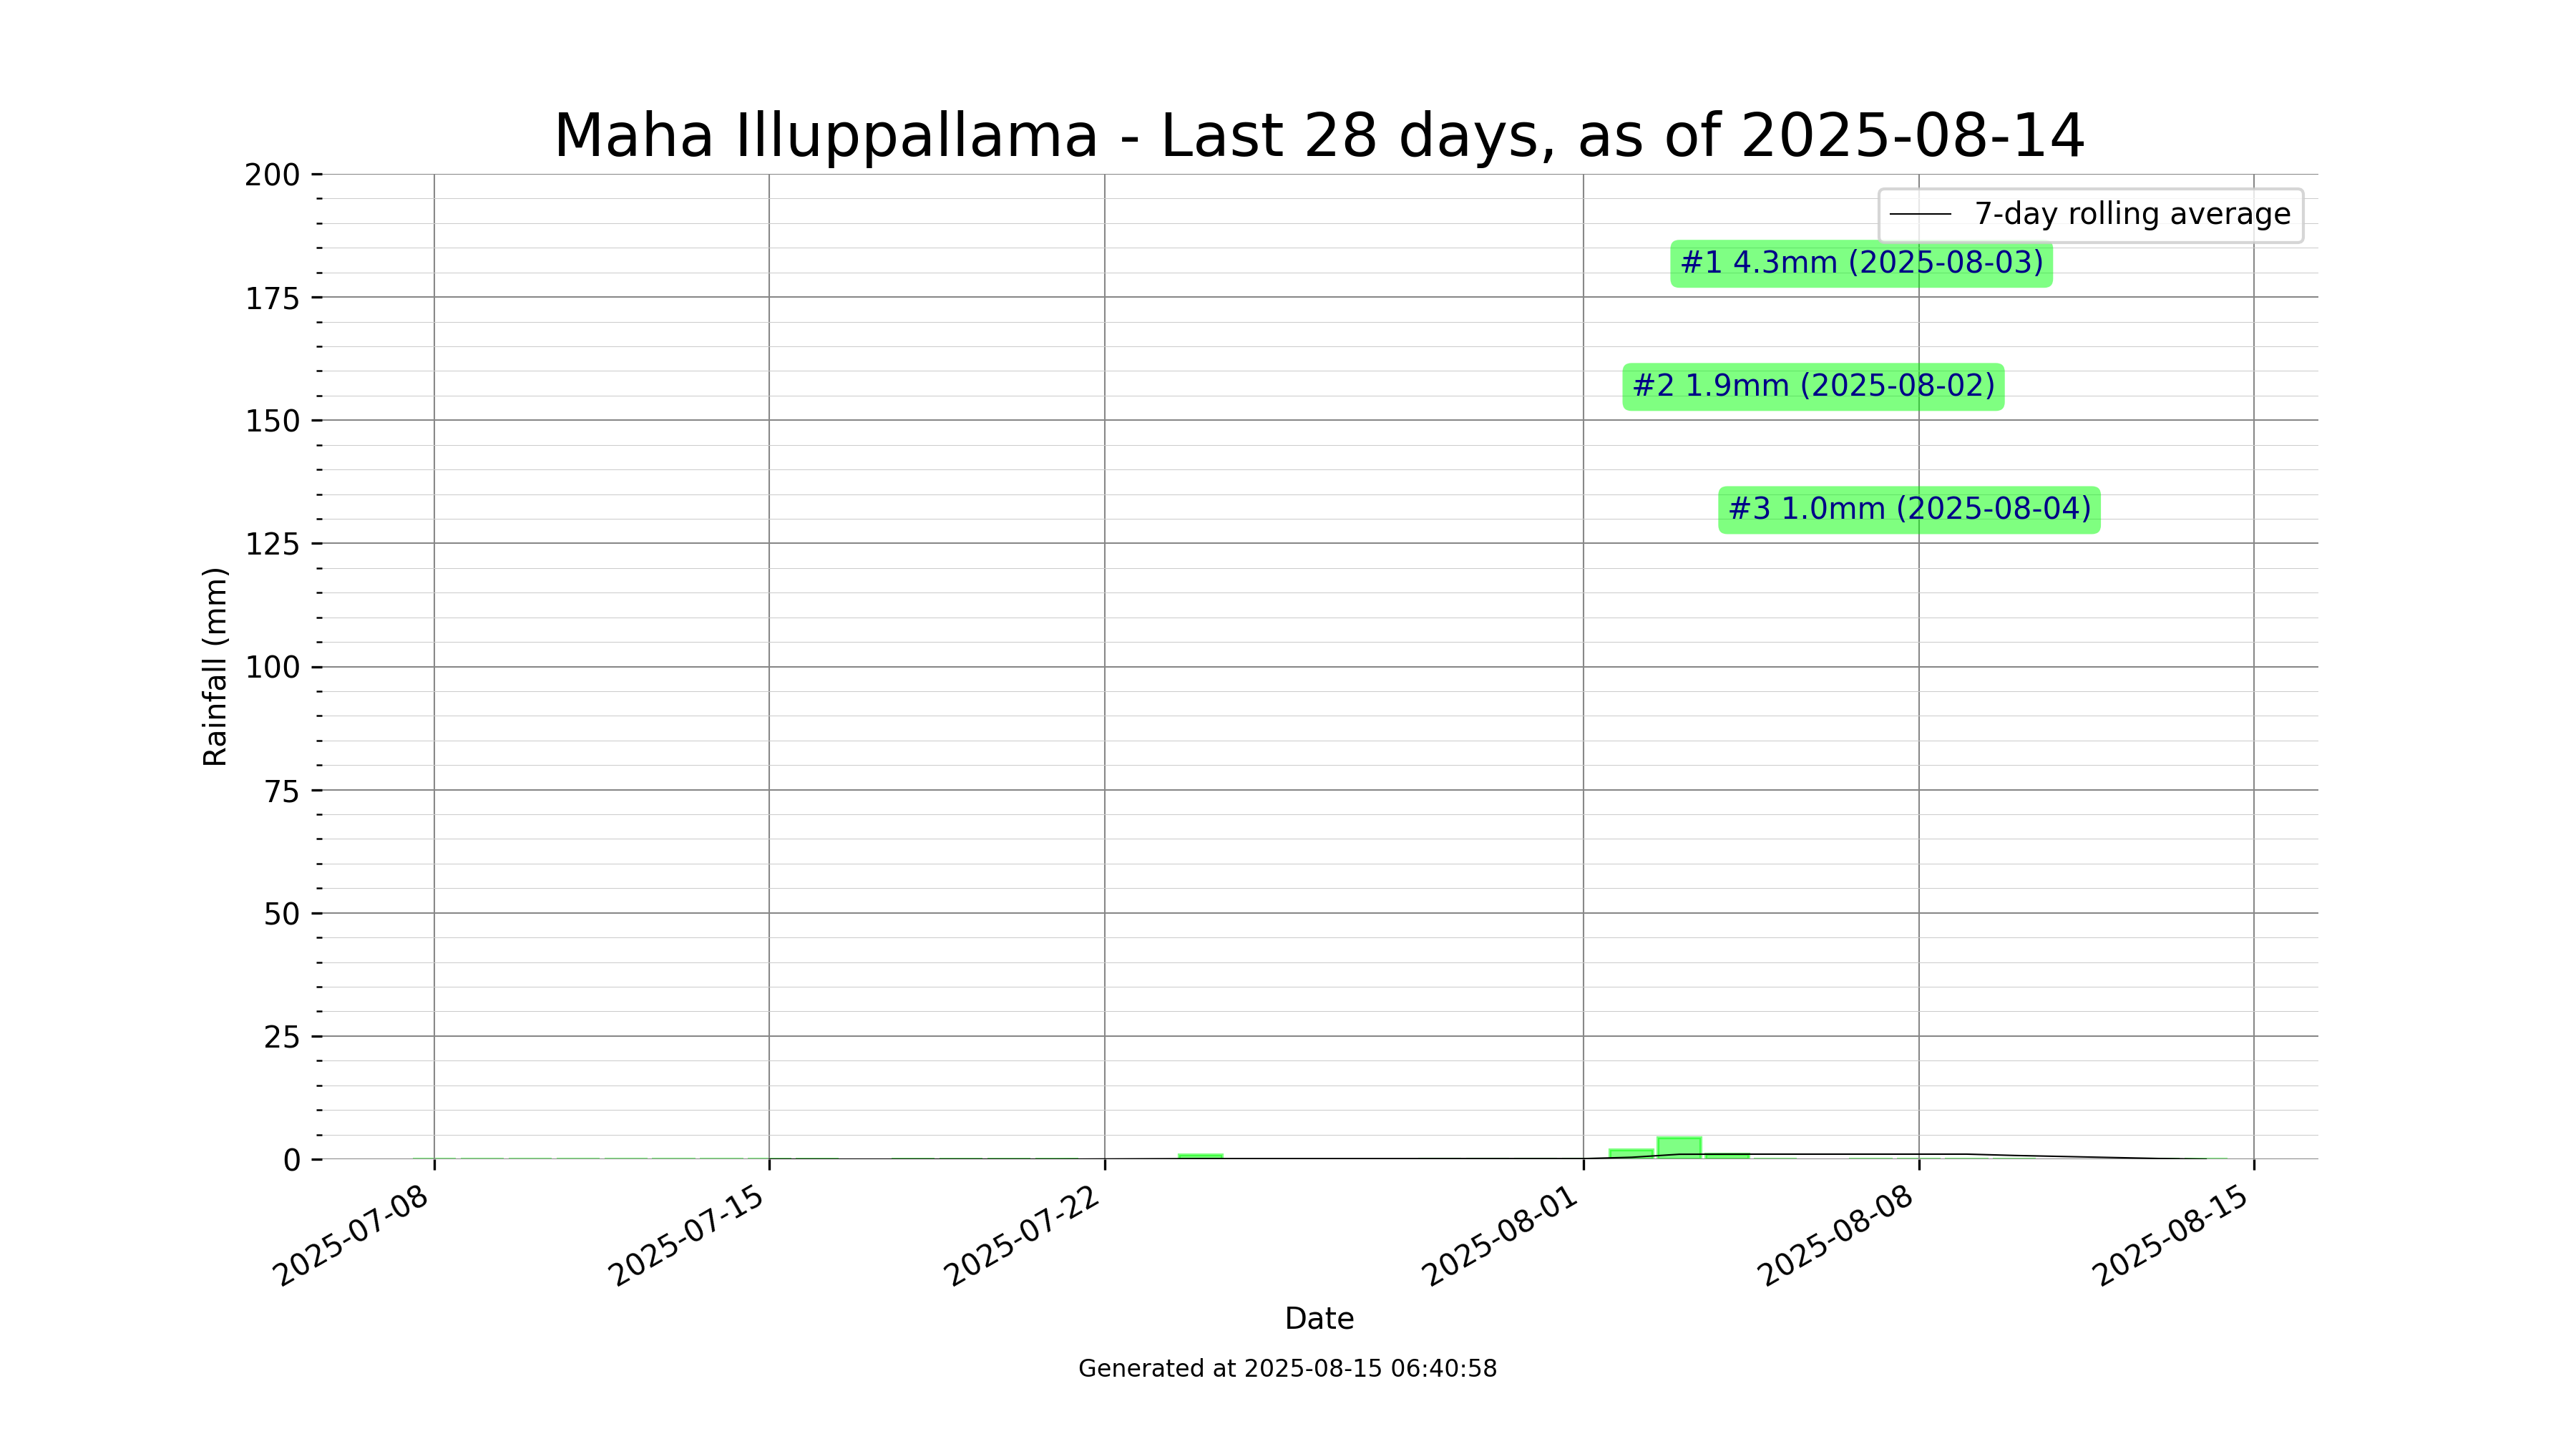 Maha Illuppallama - Last 28 days, as of 2025-08-14
7-day rolling average
#1 4.3mm (2025-08-03)
#2 1.9mm (2025-08-02)
#3 1.0mm (2025-08-04)
Rainfall (mm)
200
175
150
125
100
75
50
25
0
2025-07-08
2025-07-15
2025-07-22
2025-08-01
2025-08-08
2025-08-15
Date
Generated at 2025-08-15 06:40:58